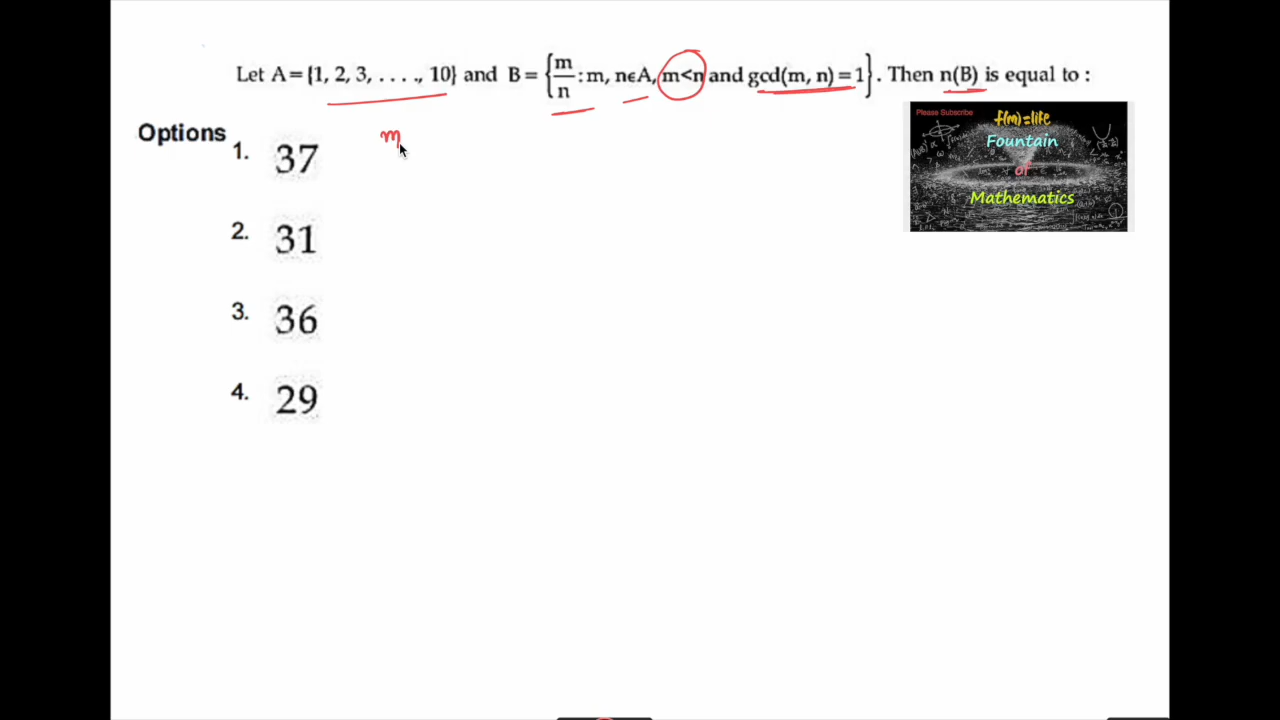 Let A = {1, 2, 3, . . . ., 10} and B = {m/n : m, n∈A, m<n and gcd(m, n) = 1}. Then n(B) is equal to :
Please Subscribe
f(m)=life
Fountain
of
Mathematics
Options
1. 37
m
2. 31
3. 36
4. 29